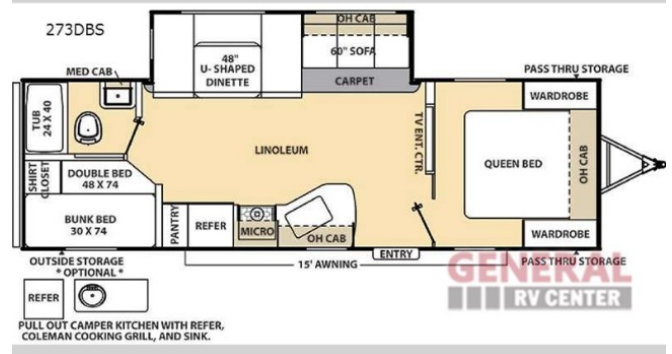 273DBS
MED CAB
TUB
24 X 40
SHIRT
CLOSET
DOUBLE BED
48 X 74
BUNK BED
30 X 74
48"
U- SHAPED
DINETTE
OH CAB
60" SOFA
CARPET
LINOLEUM
TV ENT. CTR.
PANTRY
REFER
MICRO
OH CAB
PASS THRU STORAGE
WARDROBE
QUEEN BED
OH CAB
WARDROBE
PASS THRU STORAGE
ENTRY
15' AWNING
OUTSIDE STORAGE
* OPTIONAL *
REFER
PULL OUT CAMPER KITCHEN WITH REFER,
COLEMAN COOKING GRILL, AND SINK.
GENERAL
RV CENTER